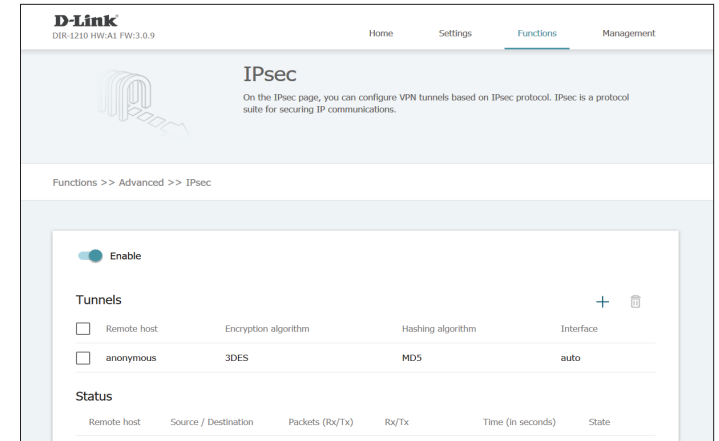 D-Link
DIR-1210 HW:A1 FW:3.0.9
Home Settings Functions Management
IPsec
On the IPsec page, you can configure VPN tunnels based on IPsec protocol. IPsec is a protocol
suite for securing IP communications.
Functions >> Advanced >> IPsec
Enable
Tunnels
Remote host Encryption algorithm Hashing algorithm Interface
anonymous 3DES MD5 auto
Status
Remote host Source / Destination Packets (Rx/Tx) Rx/Tx Time (in seconds) State